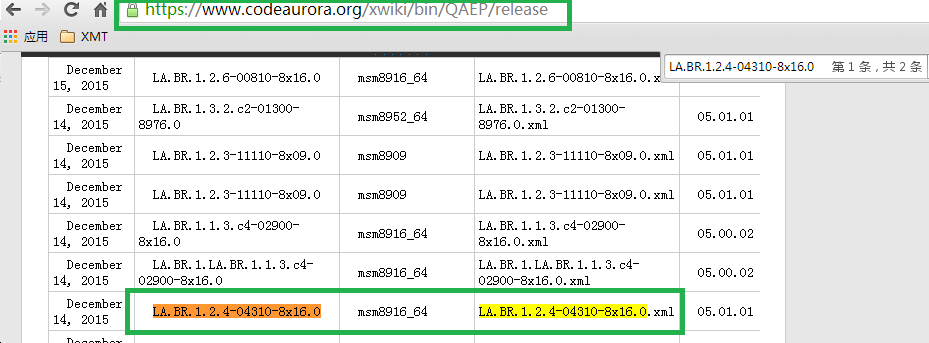 https://www.codeaurora.org/xwiki/bin/QAEP/release
应用 XMT
LA.BR.1.2.4-04310-8x16.0 第 1 条，共 2 条
December 15, 2015 LA.BR.1.2.6-00810-8x16.0 msm8916_64 LA.BR.1.2.6-00810-8x16.0.x
December LA.BR.1.3.2.c2-01300- msm8952_64 LA.BR.1.3.2.c2-01300- 05.01.01
14, 2015 8976.0 8976.0.xml
December LA.BR.1.2.3-11110-8x09.0 msm8909 LA.BR.1.2.3-11110-8x09.0.xml 05.01.01
14, 2015
December LA.BR.1.2.3-11110-8x09.0 msm8909 LA.BR.1.2.3-11110-8x09.0.xml 05.01.01
14, 2015
December LA.BR.1.1.3.c4-02900- msm8916_64 LA.BR.1.1.3.c4-02900- 05.00.02
14, 2015 8x16.0 8x16.0.xml
December LA.BR.1.LA.BR.1.1.3.c4- msm8916_64 LA.BR.1.LA.BR.1.1.3.c4- 05.00.02
14, 2015 02900-8x16.0 02900-8x16.0.xml
December LA.BR.1.2.4-04310-8x16.0 msm8916_64 LA.BR.1.2.4-04310-8x16.0.xml 05.01.01
14, 2015
December